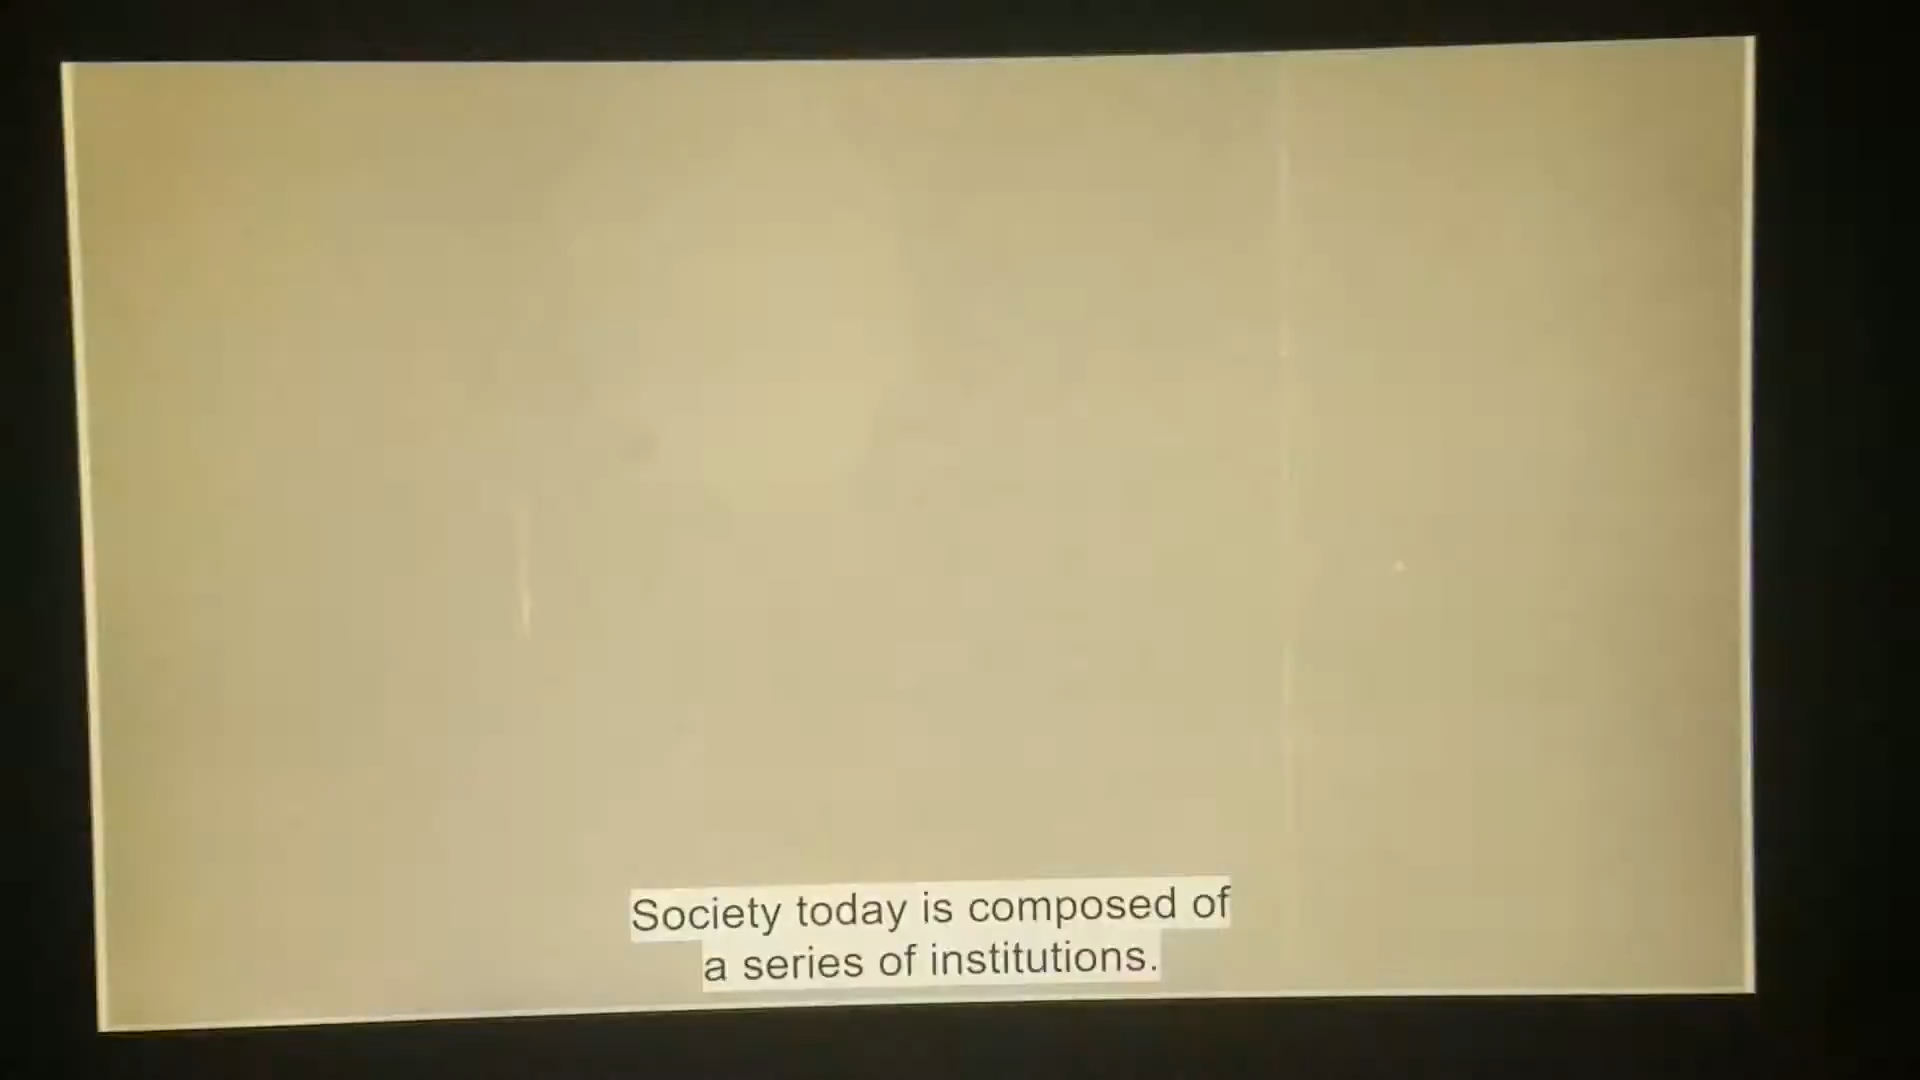 Society today is composed of
a series of institutions.